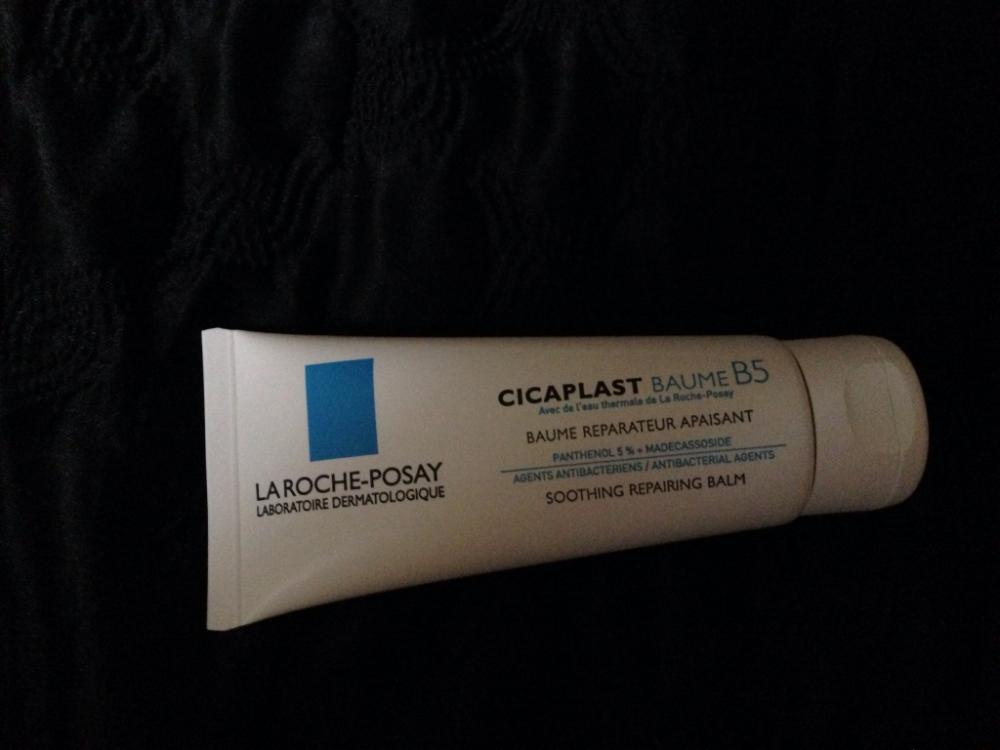 LA ROCHE-POSAY
LABORATOIRE DERMATOLOGIQUE
CICAPLAST BAUME B5
Avec de l'eau thermale de La Roche-Posay
BAUME REPARATEUR APAISANT
PANTHENOL 5 % + MADECASSOSIDE
AGENTS ANTIBACTERIENS / ANTIBACTERIAL AGENTS
SOOTHING REPAIRING BALM